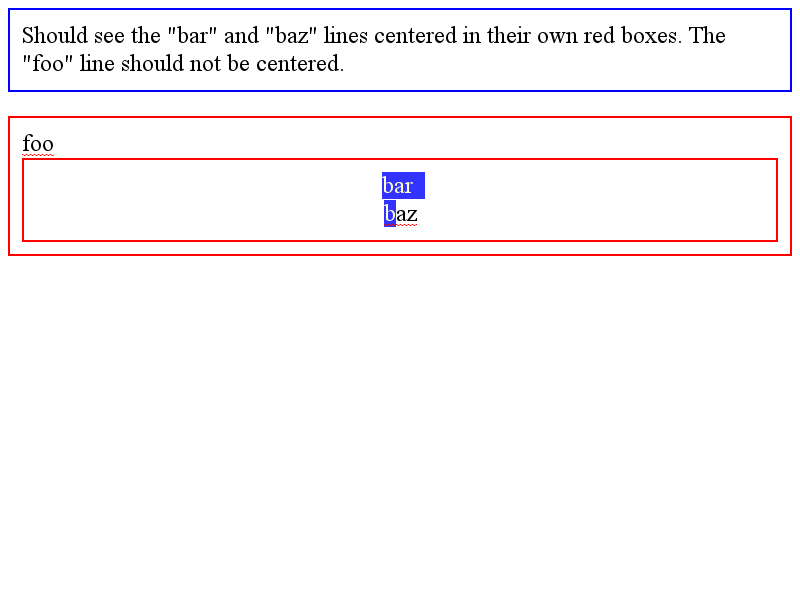 Should see the "bar" and "baz" lines centered in their own red boxes. The
"foo" line should not be centered.
foo
bar
baz